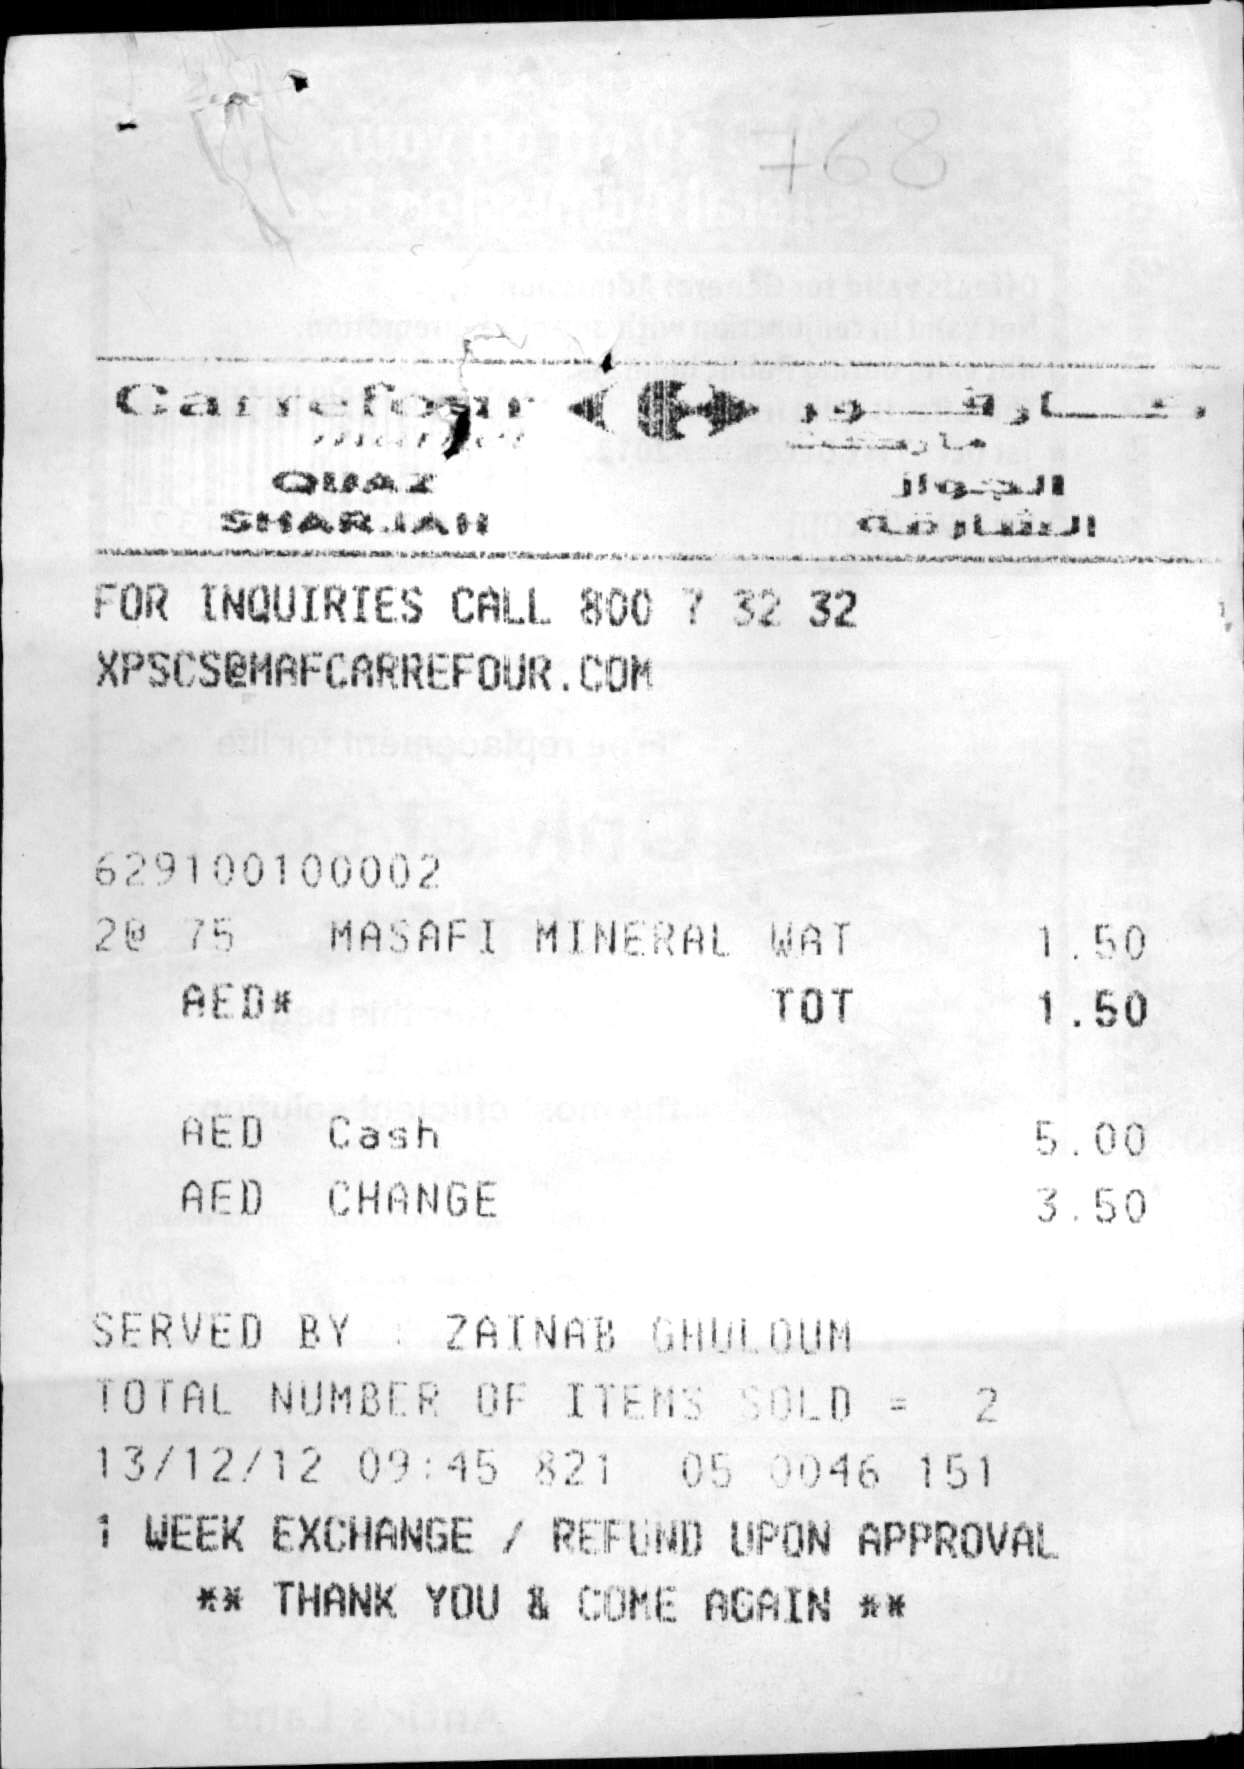 Carrefour كارفور
market ماركت
QUAZ الجواز
SHARJAH الشارقة
FOR INQUIRIES CALL 800 7 32 32
XPSCS@MAFCARREFOUR.COM
629100100002
2@ 75 MASAFI MINERAL WAT 1.50
AED* TOT 1.50
AED Cash 5.00
AED CHANGE 3.50
SERVED BY : ZAINAB GHULOUM
TOTAL NUMBER OF ITEMS SOLD = 2
13/12/12 09:45 821 05 0046 151
1 WEEK EXCHANGE / REFUND UPON APPROVAL
** THANK YOU & COME AGAIN **